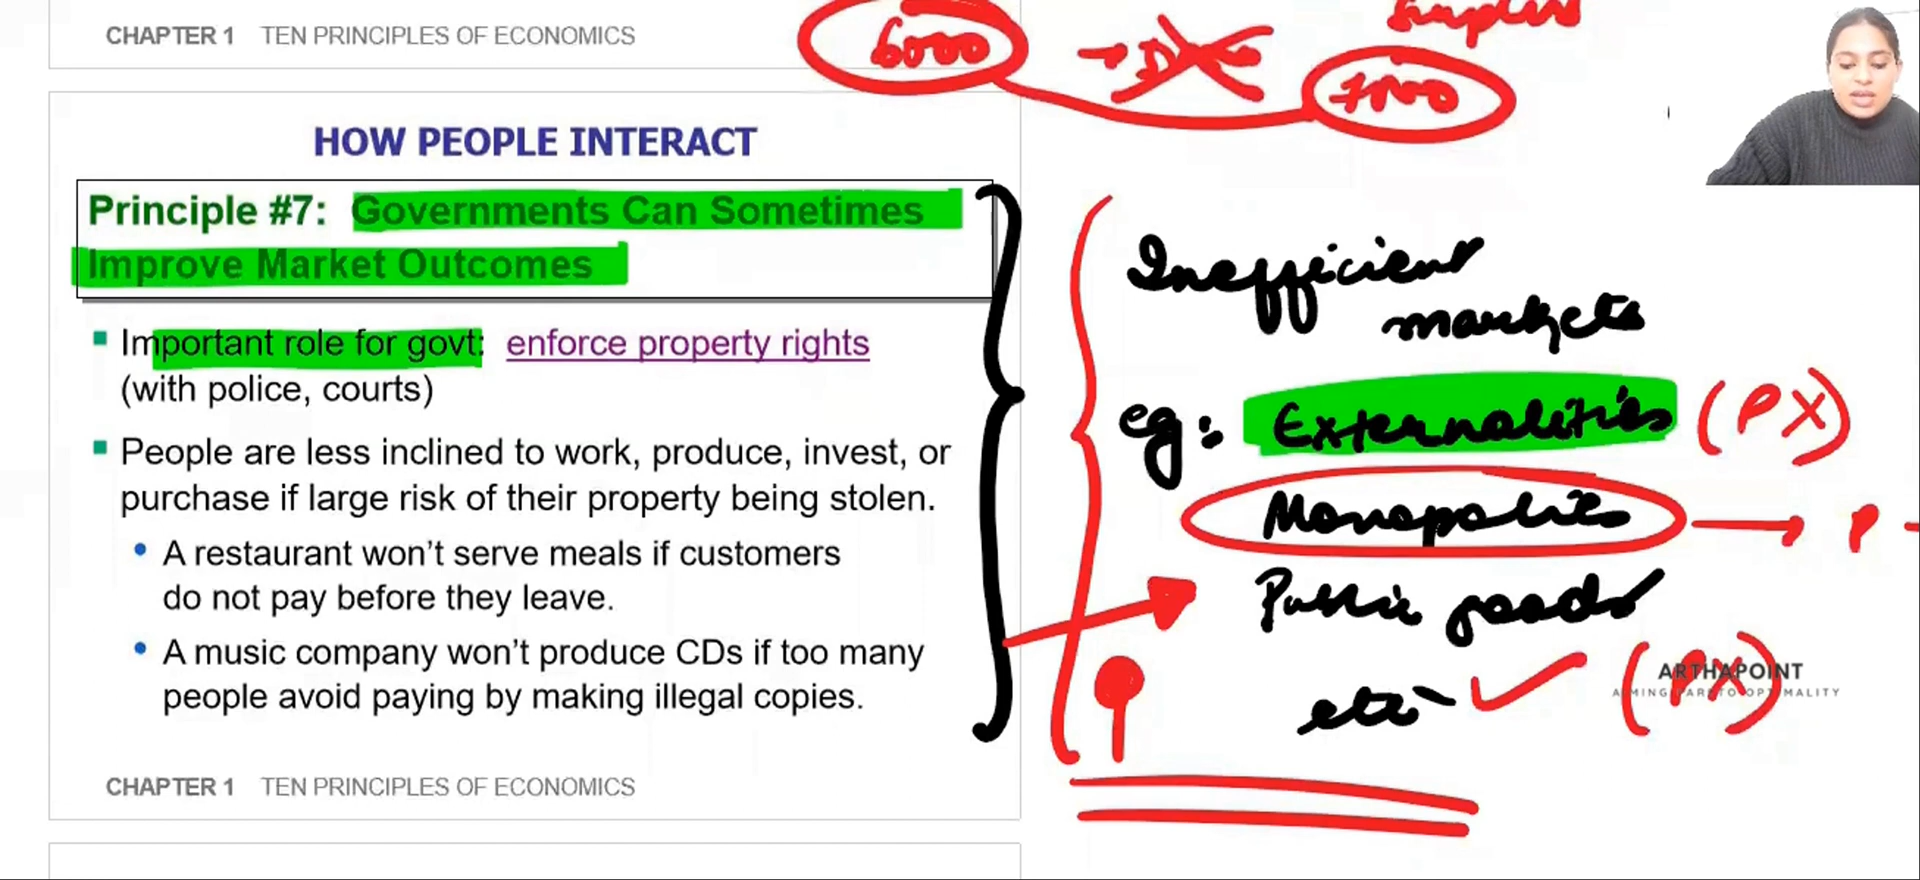 CHAPTER 1 TEN PRINCIPLES OF ECONOMICS
6000
HOW PEOPLE INTERACT
Principle #7: Governments Can Sometimes
Improve Market Outcomes
Important role for govt: enforce property rights
(with police, courts)
People are less inclined to work, produce, invest, or
purchase if large risk of their property being stolen.
A restaurant won't serve meals if customers
do not pay before they leave.
A music company won't produce CDs if too many
people avoid paying by making illegal copies.
CHAPTER 1 TEN PRINCIPLES OF ECONOMICS
Inefficient
markets
eg: Externalities (PX)
Monopolies → P
Public goods
etc (PX)
ARTHAPOINT
AIMING PARETO OPTIMALITY